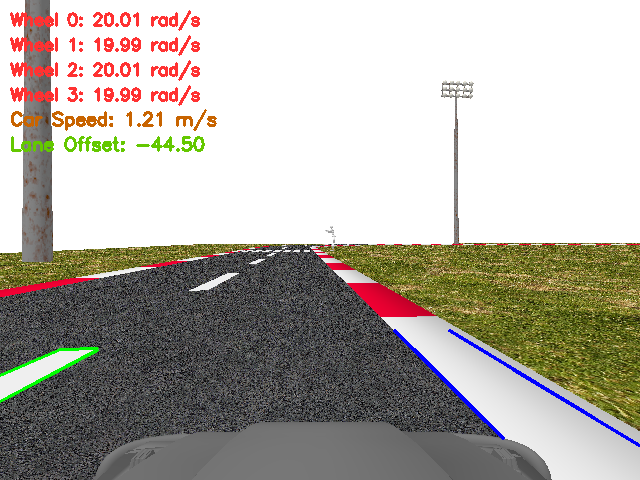 Wheel 0: 20.01 rad/s
Wheel 1: 19.99 rad/s
Wheel 2: 20.01 rad/s
Wheel 3: 19.99 rad/s
Car Speed: 1.21 m/s
Lane Offset: -44.50